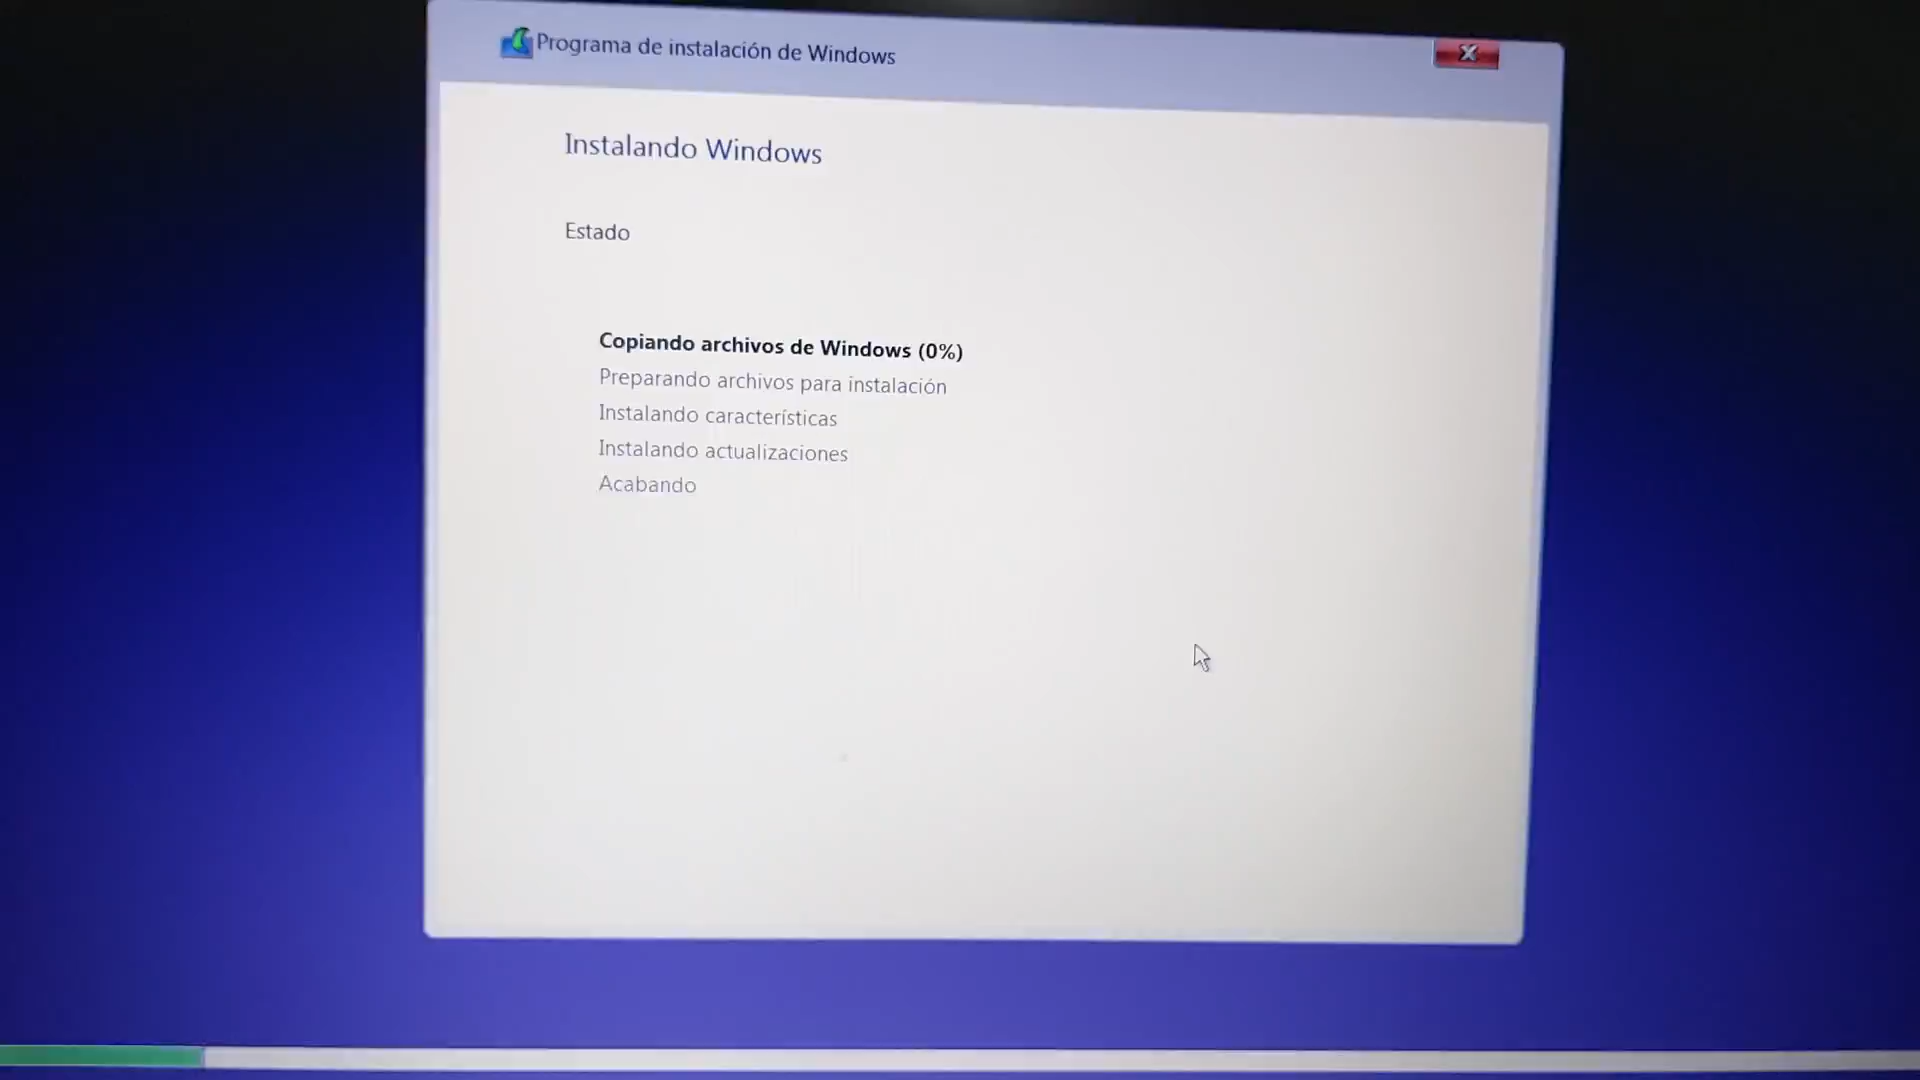 Programa de instalación de Windows
Instalando Windows
Estado
Copiando archivos de Windows (0%)
Preparando archivos para instalación
Instalando características
Instalando actualizaciones
Acabando